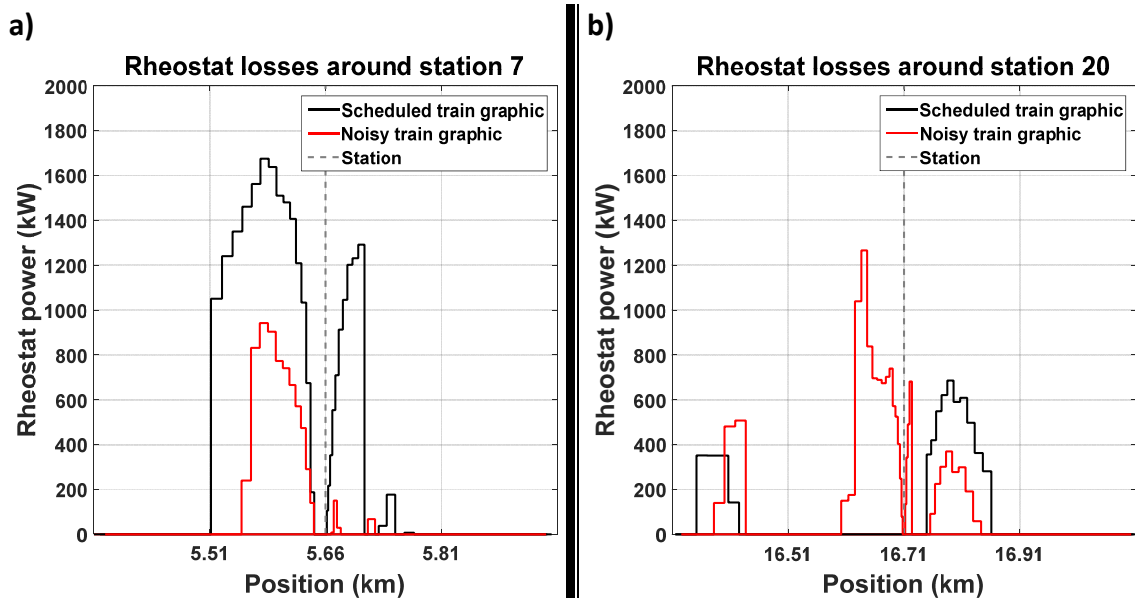 a)
Rheostat losses around station 7
Rheostat power (kW)
2000
1800
1600
1400
1200
1000
800
600
400
200
0
Scheduled train graphic
Noisy train graphic
Station
5.51 5.66 5.81
Position (km)
b)
Rheostat losses around station 20
Rheostat power (kW)
2000
1800
1600
1400
1200
1000
800
600
400
200
0
Scheduled train graphic
Noisy train graphic
Station
16.51 16.71 16.91
Position (km)